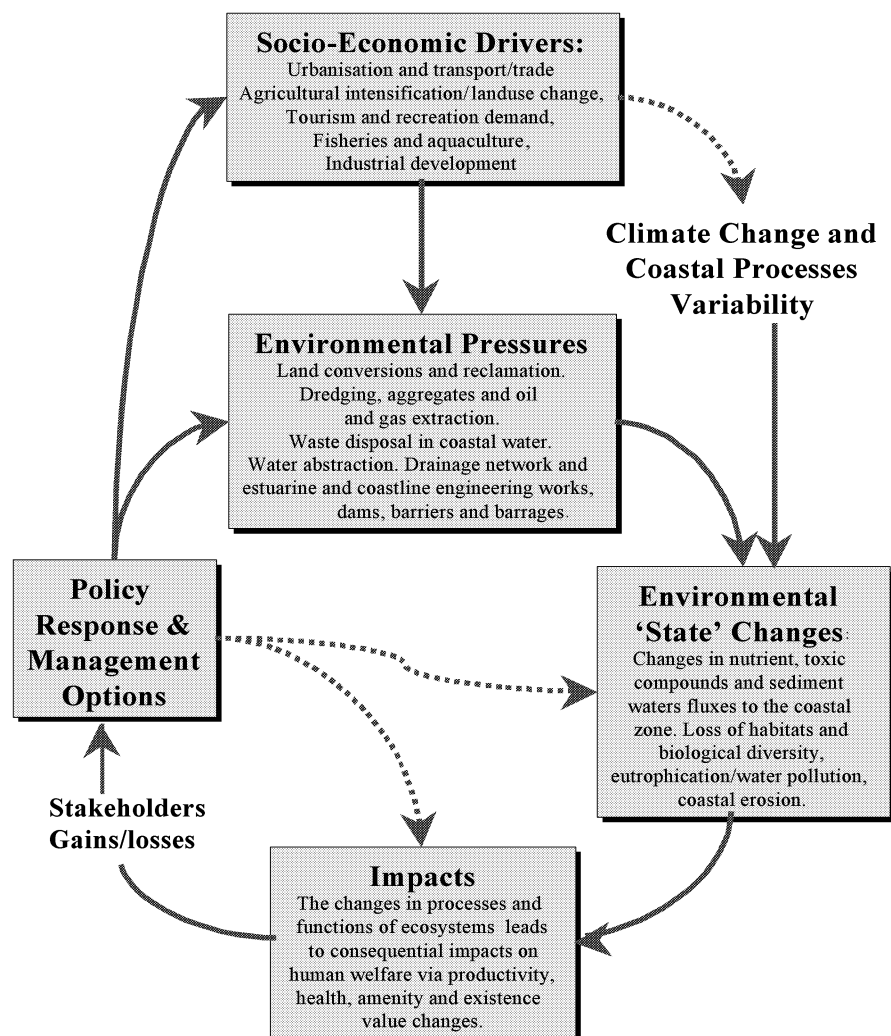 Socio-Economic Drivers:
Urbanisation and transport/trade
Agricultural intensification/landuse change,
Tourism and recreation demand,
Fisheries and aquaculture,
Industrial development
Climate Change and
Coastal Processes
Variability
Environmental Pressures
Land conversions and reclamation.
Dredging, aggregates and oil
and gas extraction.
Waste disposal in coastal water.
Water abstraction. Drainage network and
estuarine and coastline engineering works,
dams, barriers and barrages.
Policy
Response &
Management
Options
Environmental
‘State’ Changes:
Changes in nutrient, toxic
compounds and sediment
waters fluxes to the coastal
zone. Loss of habitats and
biological diversity,
eutrophication/water pollution,
coastal erosion.
Stakeholders
Gains/losses
Impacts
The changes in processes and
functions of ecosystems leads
to consequential impacts on
human welfare via productivity,
health, amenity and existence
value changes.